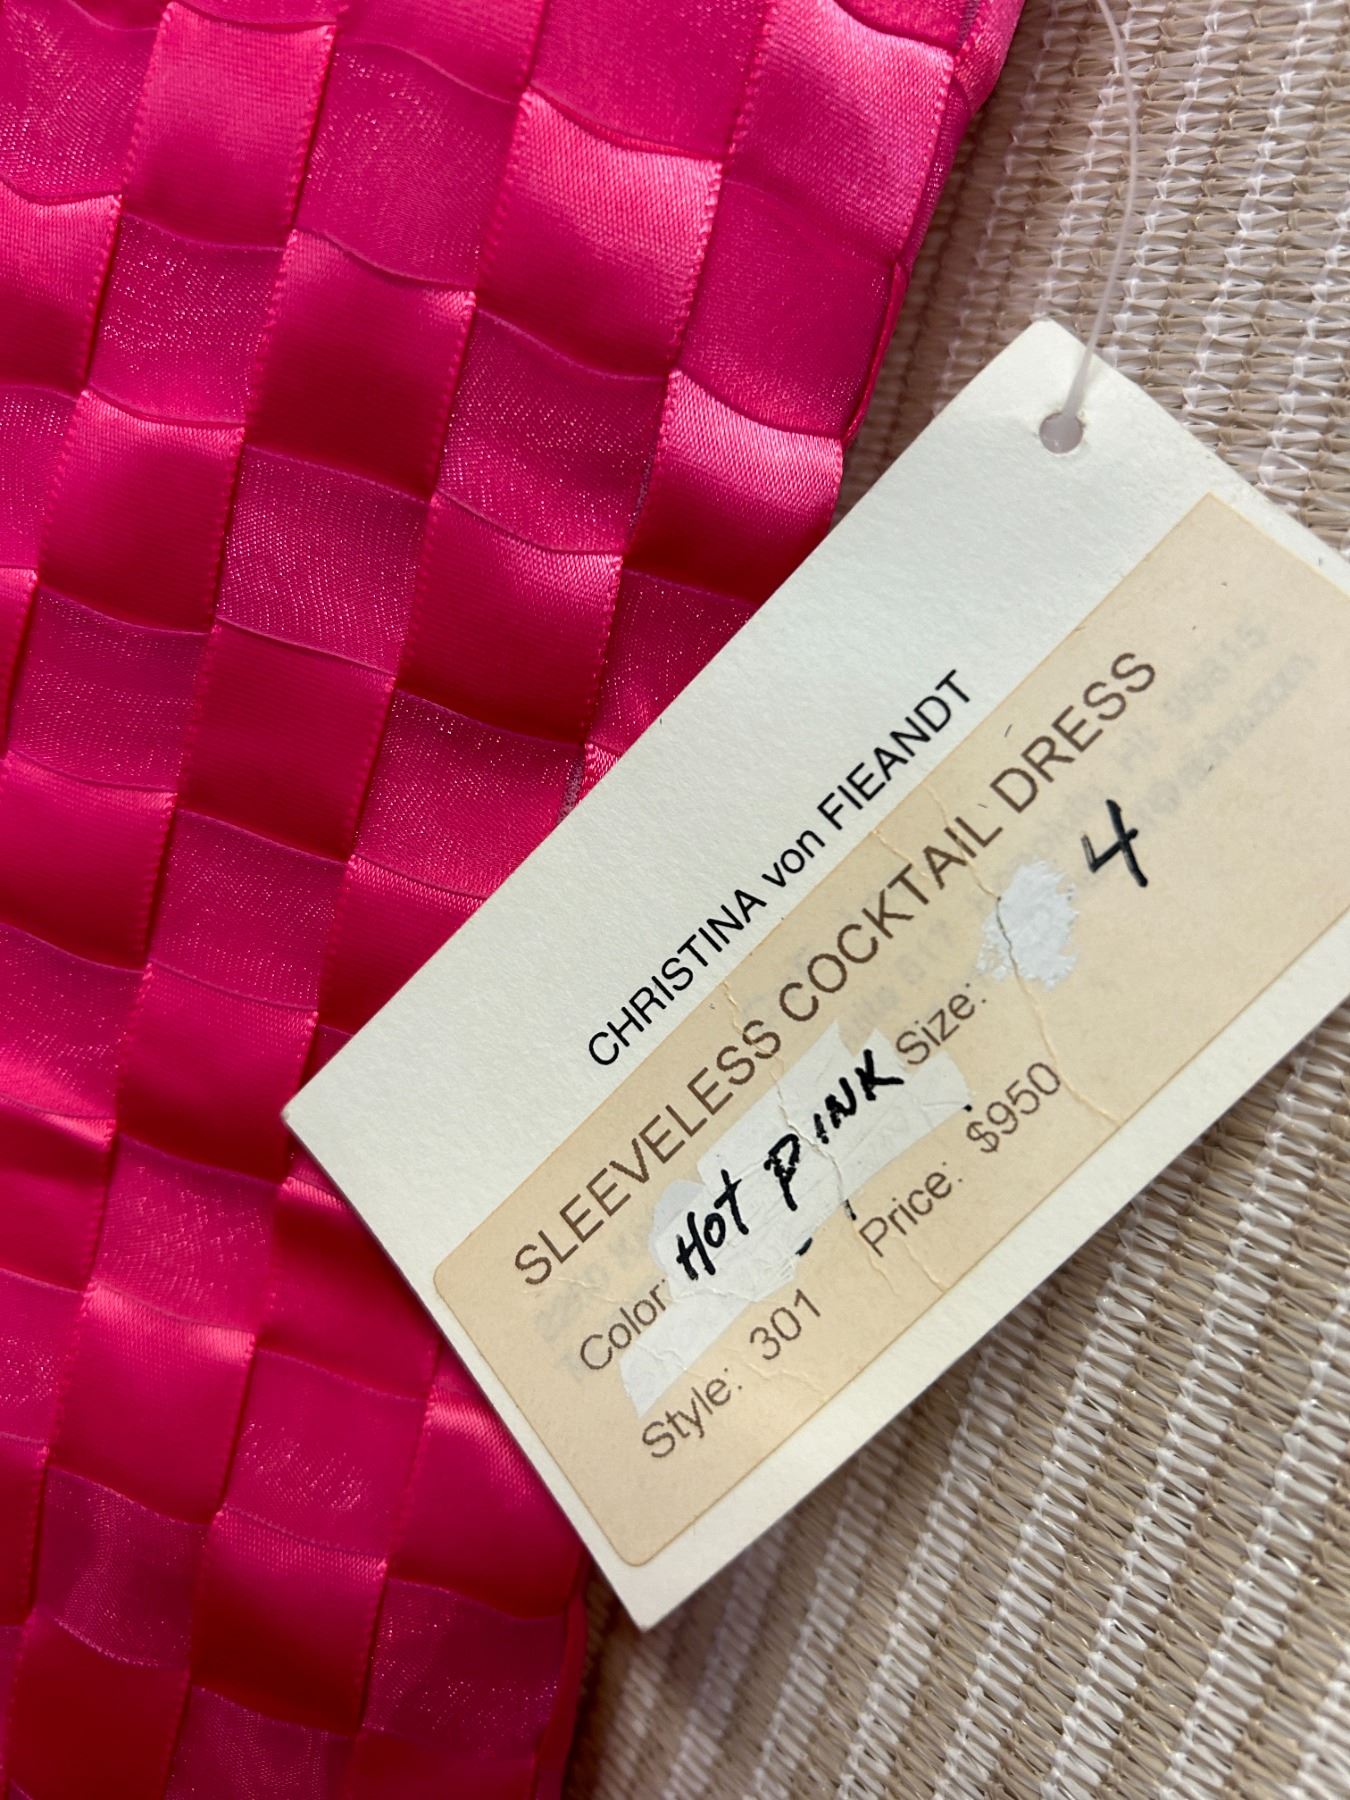 CHRISTINA von FIEANDT
SLEEVELESS COCKTAIL DRESS
Color: HOT PINK Size: 4
Style: 301 Price: $950